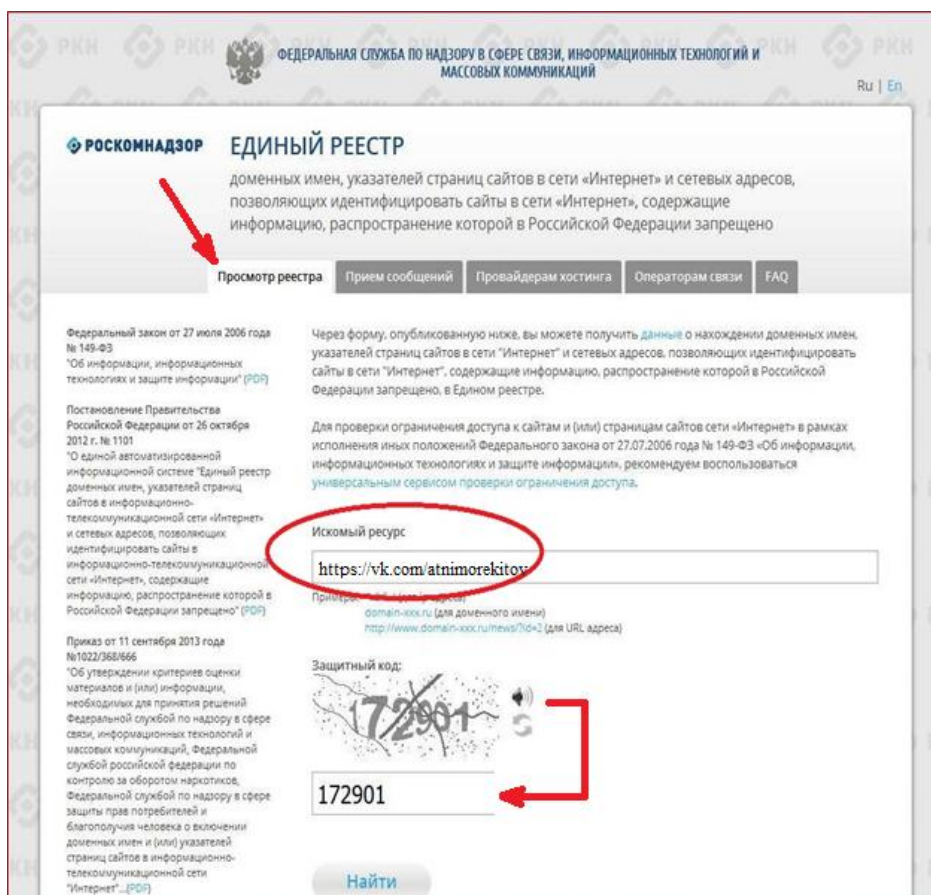 ФЕДЕРАЛЬНАЯ СЛУЖБА ПО НАДЗОРУ В СФЕРЕ СВЯЗИ, ИНФОРМАЦИОННЫХ ТЕХНОЛОГИЙ И
МАССОВЫХ КОММУНИКАЦИЙ
Ru | En
РОСКОМНАДЗОР
ЕДИНЫЙ РЕЕСТР
доменных имен, указателей страниц сайтов в сети «Интернет» и сетевых адресов,
позволяющих идентифицировать сайты в сети «Интернет», содержащие
информацию, распространение которой в Российской Федерации запрещено
Просмотр реестра Прием сообщений Провайдерам хостинга Операторам связи FAQ
Федеральный закон от 27 июля 2006 года
№ 149-ФЗ
"Об информации, информационных
технологиях и защите информации" (PDF)
Постановление Правительства
Российской Федерации от 26 октября
2012 г. № 1101
"О единой автоматизированной
информационной системе "Единый реестр
доменных имен, указателей страниц
сайтов в информационно-
телекоммуникационной сети «Интернет»
и сетевых адресов, позволяющих
идентифицировать сайты в
информационно-телекоммуникационной
сети «Интернет», содержащие
информацию, распространение которой в
Российской Федерации запрещено" (PDF)
Приказ от 11 сентября 2013 года
№1022/368/666
"Об утверждении критериев оценки
материалов и (или) информации,
необходимых для принятия решений
Федеральной службой по надзору в сфере
связи, информационных технологий и
массовых коммуникаций, Федеральной
службой российской федерации по
контролю за оборотом наркотиков,
Федеральной службой по надзору в сфере
защиты прав потребителей и
благополучия человека о включении
доменных имен и (или) указателей
страниц сайтов в информационно-
телекоммуникационной сети
"Интернет"...(PDF)
Через форму, опубликованную ниже, вы можете получить данные о нахождении доменных имен,
указателей страниц сайтов в сети "Интернет" и сетевых адресов, позволяющих идентифицировать
сайты в сети "Интернет", содержащие информацию, распространение которой в Российской
Федерации запрещено, в Едином реестре.
Для проверки ограничения доступа к сайтам и (или) страницам сайтов сети «Интернет» в рамках
исполнения иных положений Федерального закона от 27.07.2006 года № 149-ФЗ «Об информации,
информационных технологиях и защите информации», рекомендуем воспользоваться
универсальным сервисом проверки ограничения доступа.
Искомый ресурс
https://vk.com/atnimorekitov
domain-xxx.ru (для доменного имени)
http://www.domain-xxx.ru/news/?id=2 (для URL адреса)
Защитный код:
172901
172901
Найти